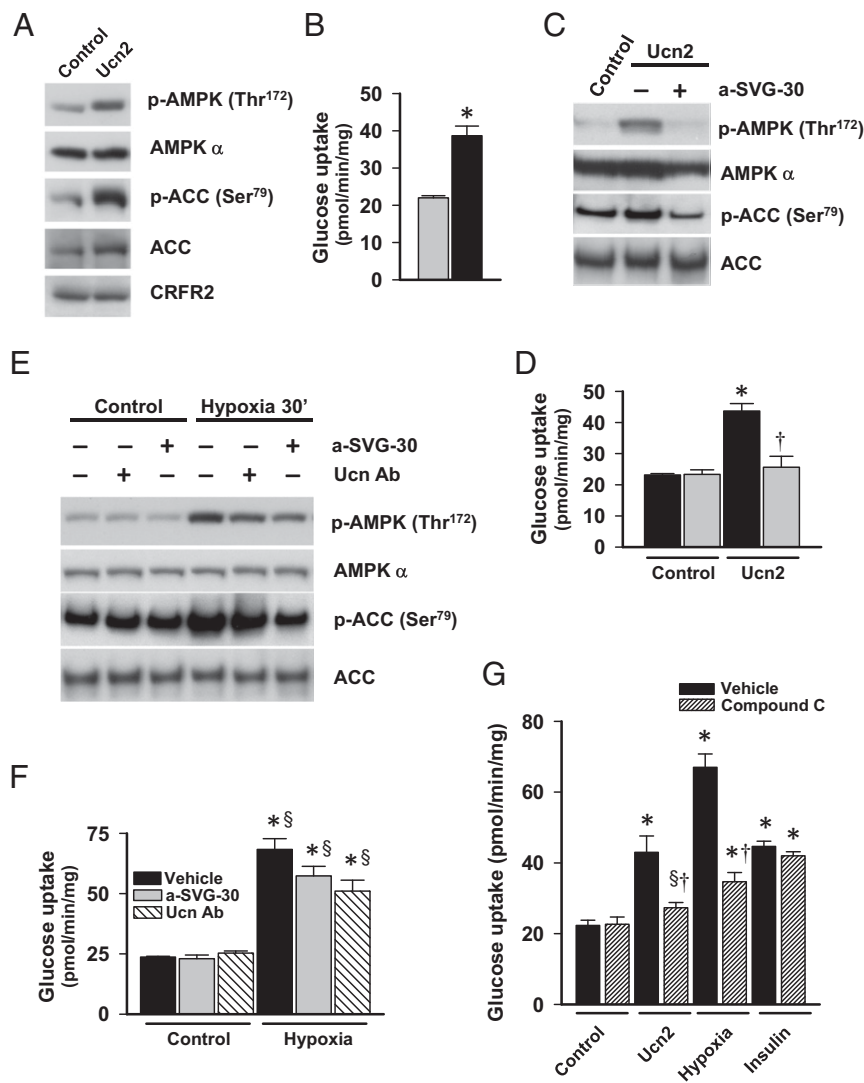 A
Control
Ucn2
p-AMPK (Thr172)
AMPK α
p-ACC (Ser79)
ACC
CRFR2
B
Glucose uptake
(pmol/min/mg)
50
40
30
20
10
0
*
C
Control
Ucn2
– +
a-SVG-30
p-AMPK (Thr172)
AMPK α
p-ACC (Ser79)
ACC
D
Glucose uptake
(pmol/min/mg)
50
40
30
20
10
0
*
†
Control
Ucn2
E
Control
Hypoxia 30'
– – + – – + a-SVG-30
– + – – + – Ucn Ab
p-AMPK (Thr172)
AMPK α
p-ACC (Ser79)
ACC
F
Glucose uptake
(pmol/min/mg)
75
50
25
0
Vehicle
a-SVG-30
Ucn Ab
*§
*§
*§
Control
Hypoxia
G
Vehicle
Compound C
Glucose uptake (pmol/min/mg)
80
60
40
20
0
*
§†
*
*†
*
*
Control
Ucn2
Hypoxia
Insulin